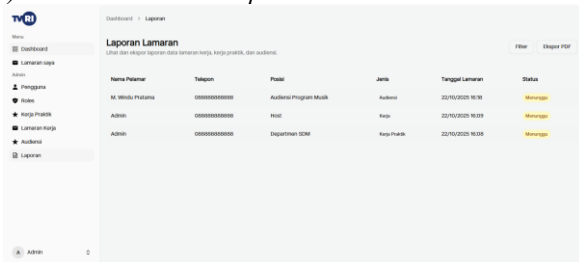 TVRI
Dashboard > Laporan
Menu
Dashboard
Lamaran saya
Admin
Pengguna
Roles
Kerja Praktik
Lamaran Kerja
Audiensi
Laporan
Laporan Lamaran
Lihat dan ekspor laporan data lamaran kerja, kerja praktik, dan audiensi.
Filter Ekspor PDF
Nama Pelamar Telepon Posisi Jenis Tanggal Lamaran Status
M. Windu Pratama Audiensi Program Musik Audiensi 22/10/2025 Menunggu
Admin Host Kerja 22/10/2025 16:09 Menunggu
Admin Departmen SDM Kerja Praktik 22/10/2025 16:08 Menunggu
A Admin